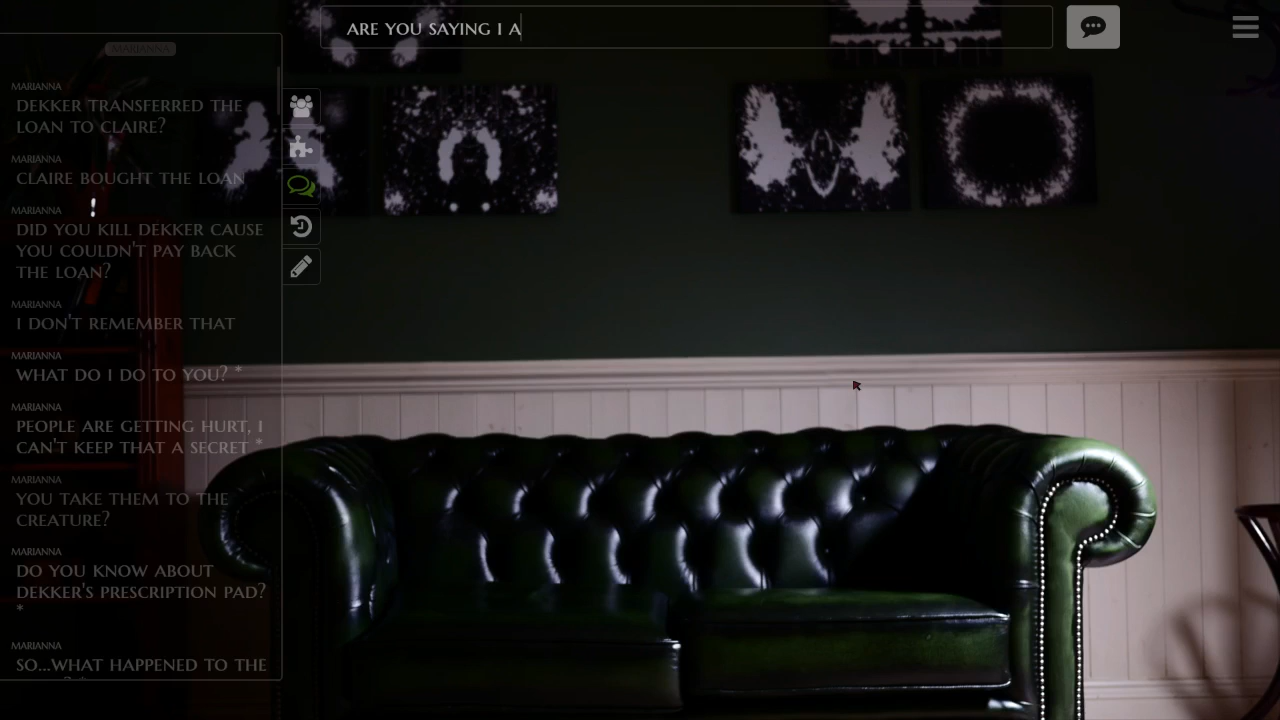 ARE YOU SAYING I A
MARIANNA
MARIANNA
DEKKER TRANSFERRED THE
LOAN TO CLAIRE?
MARIANNA
CLAIRE BOUGHT THE LOAN
MARIANNA
DID YOU KILL DEKKER CAUSE
YOU COULDN'T PAY BACK
THE LOAN?
MARIANNA
I DON'T REMEMBER THAT
MARIANNA
WHAT DO I DO TO YOU? *
MARIANNA
PEOPLE ARE GETTING HURT, I
CAN'T KEEP THAT A SECRET *
MARIANNA
YOU TAKE THEM TO THE
CREATURE?
MARIANNA
DO YOU KNOW ABOUT
DEKKER'S PRESCRIPTION PAD?
*
MARIANNA
SO...WHAT HAPPENED TO THE